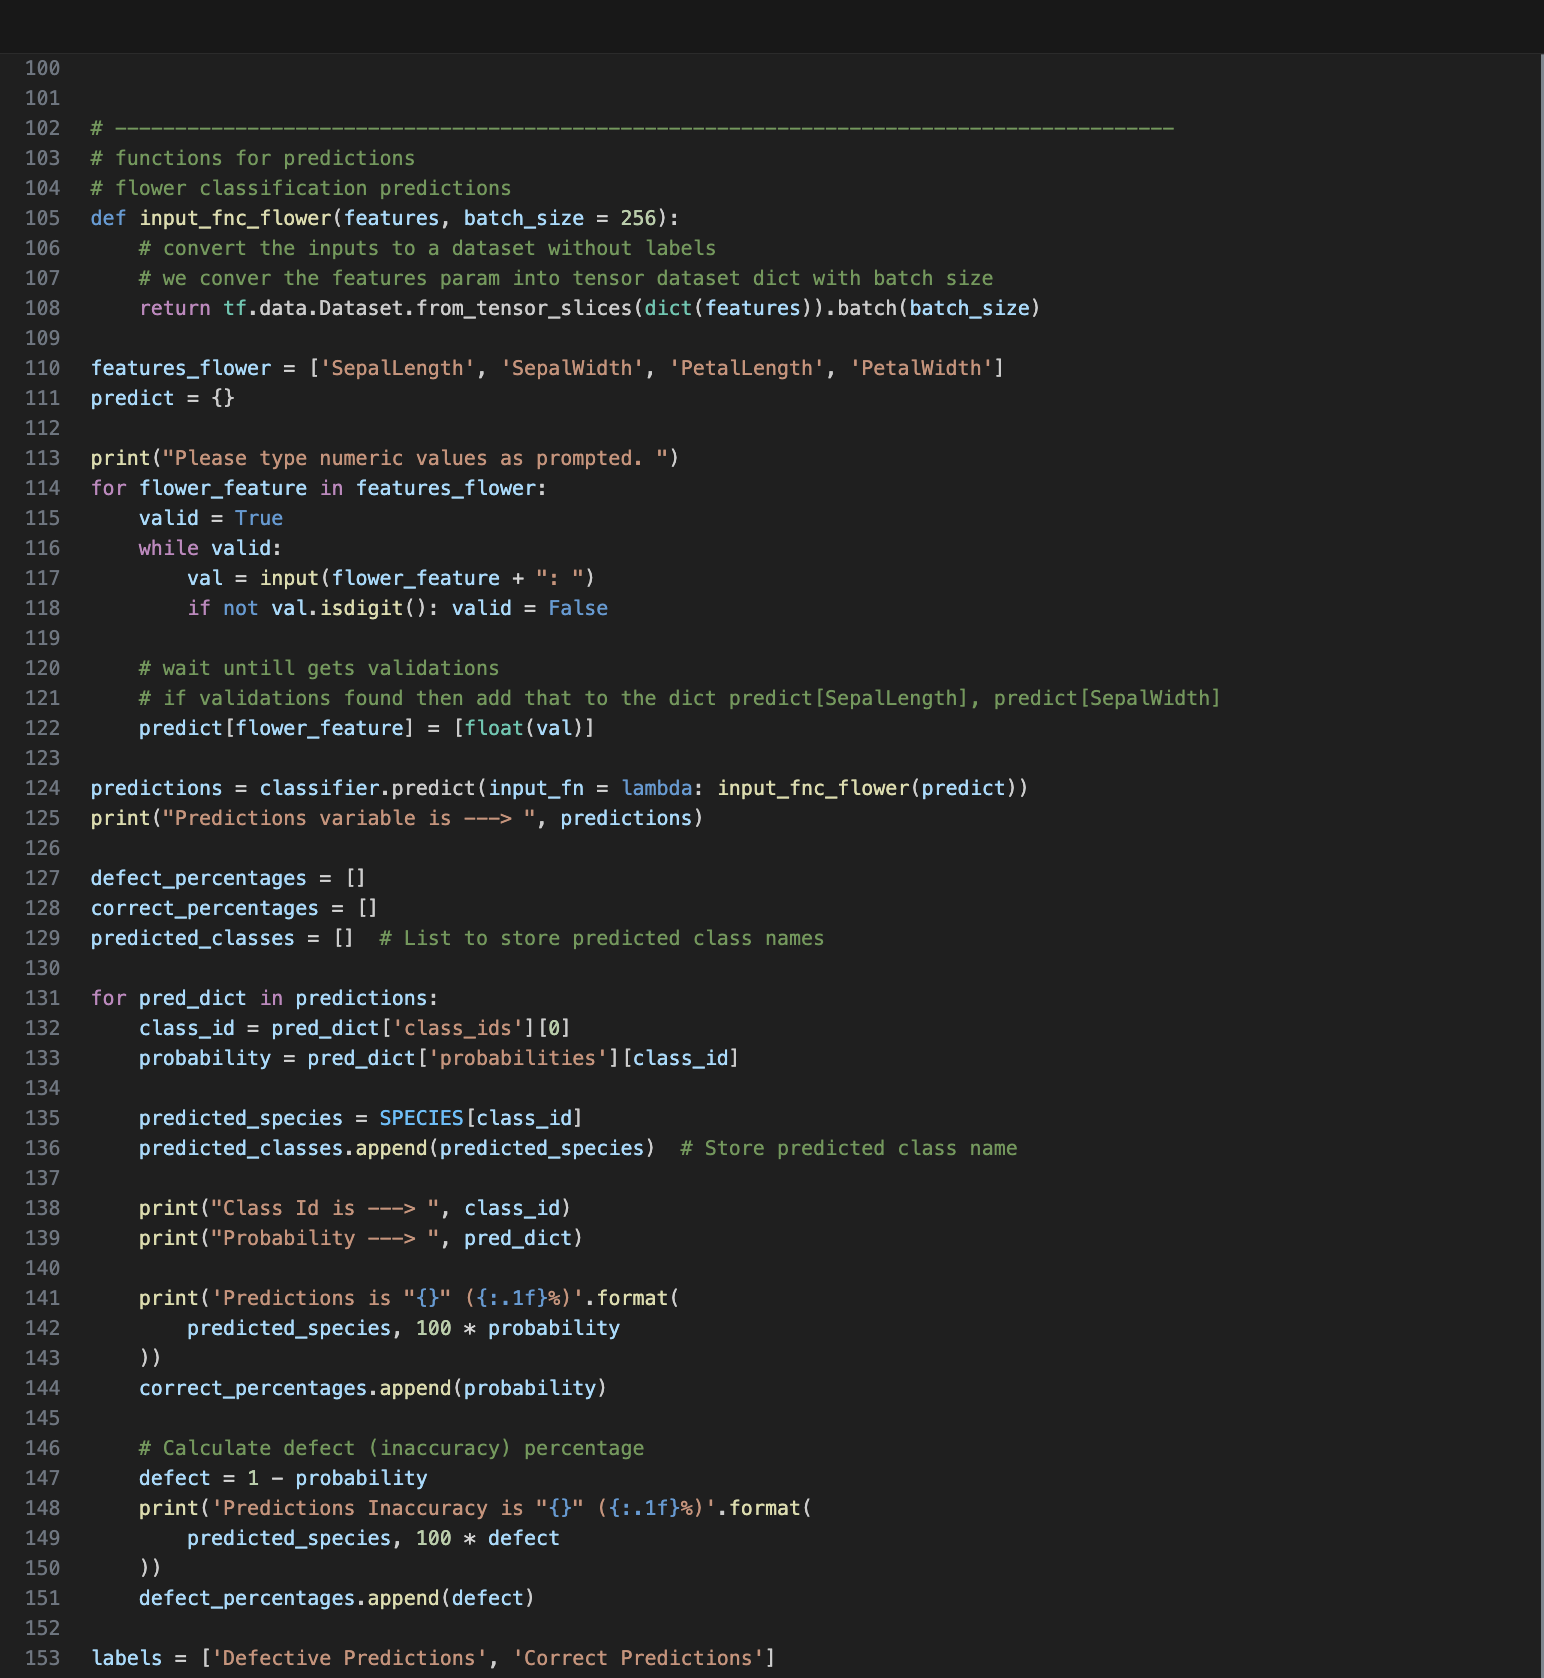 100
101
102 # ----------------------------------------------------------------------------------------
103 # functions for predictions
104 # flower classification predictions
105 def input_fnc_flower(features, batch_size = 256):
106     # convert the inputs to a dataset without labels
107     # we conver the features param into tensor dataset dict with batch size
108     return tf.data.Dataset.from_tensor_slices(dict(features)).batch(batch_size)
109
110 features_flower = ['SepalLength', 'SepalWidth', 'PetalLength', 'PetalWidth']
111 predict = {}
112
113 print("Please type numeric values as prompted. ")
114 for flower_feature in features_flower:
115     valid = True
116     while valid:
117         val = input(flower_feature + ": ")
118         if not val.isdigit(): valid = False
119
120     # wait untill gets validations
121     # if validations found then add that to the dict predict[SepalLength], predict[SepalWidth]
122     predict[flower_feature] = [float(val)]
123
124 predictions = classifier.predict(input_fn = lambda: input_fnc_flower(predict))
125 print("Predictions variable is ---> ", predictions)
126
127 defect_percentages = []
128 correct_percentages = []
129 predicted_classes = []  # List to store predicted class names
130
131 for pred_dict in predictions:
132     class_id = pred_dict['class_ids'][0]
133     probability = pred_dict['probabilities'][class_id]
134
135     predicted_species = SPECIES[class_id]
136     predicted_classes.append(predicted_species)  # Store predicted class name
137
138     print("Class Id is ---> ", class_id)
139     print("Probability ---> ", pred_dict)
140
141     print('Predictions is "{}" ({:.1f}%)'.format(
142         predicted_species, 100 * probability
143     ))
144     correct_percentages.append(probability)
145
146     # Calculate defect (inaccuracy) percentage
147     defect = 1 - probability
148     print('Predictions Inaccuracy is "{}" ({:.1f}%)'.format(
149         predicted_species, 100 * defect
150     ))
151     defect_percentages.append(defect)
152
153 labels = ['Defective Predictions', 'Correct Predictions']